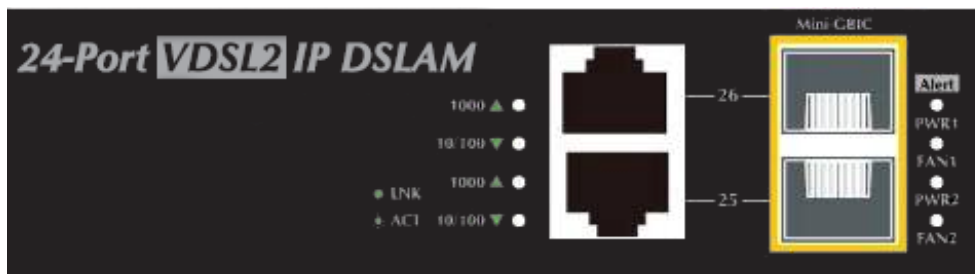 24-Port VDSL2 IP DSLAM
Mini GBIC
Alert
1000
26
PWR1
10/100
FAN1
1000
LNK
25
PWR2
ACT
10/100
FAN2